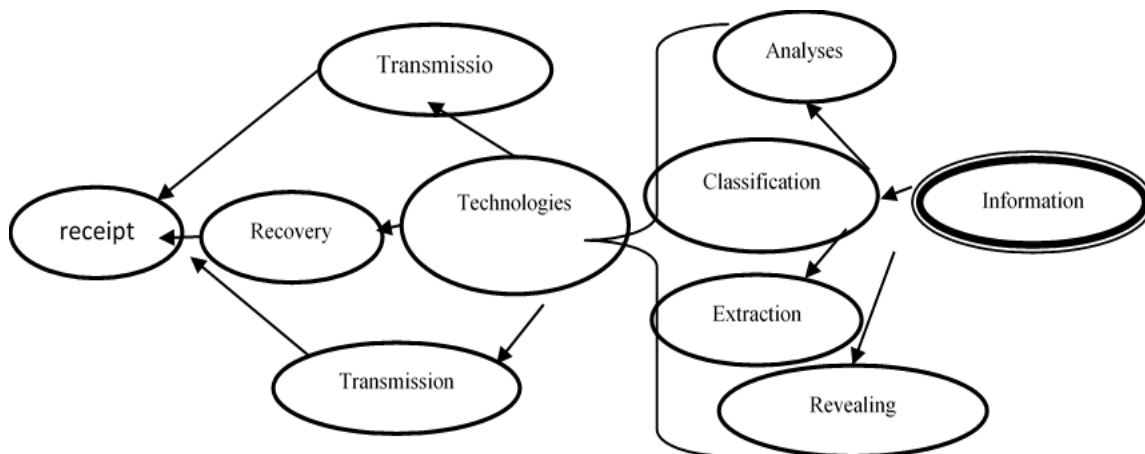 Analyses
Transmissio
Classification
Information
Technologies
receipt
Recovery
Extraction
Transmission
Revealing